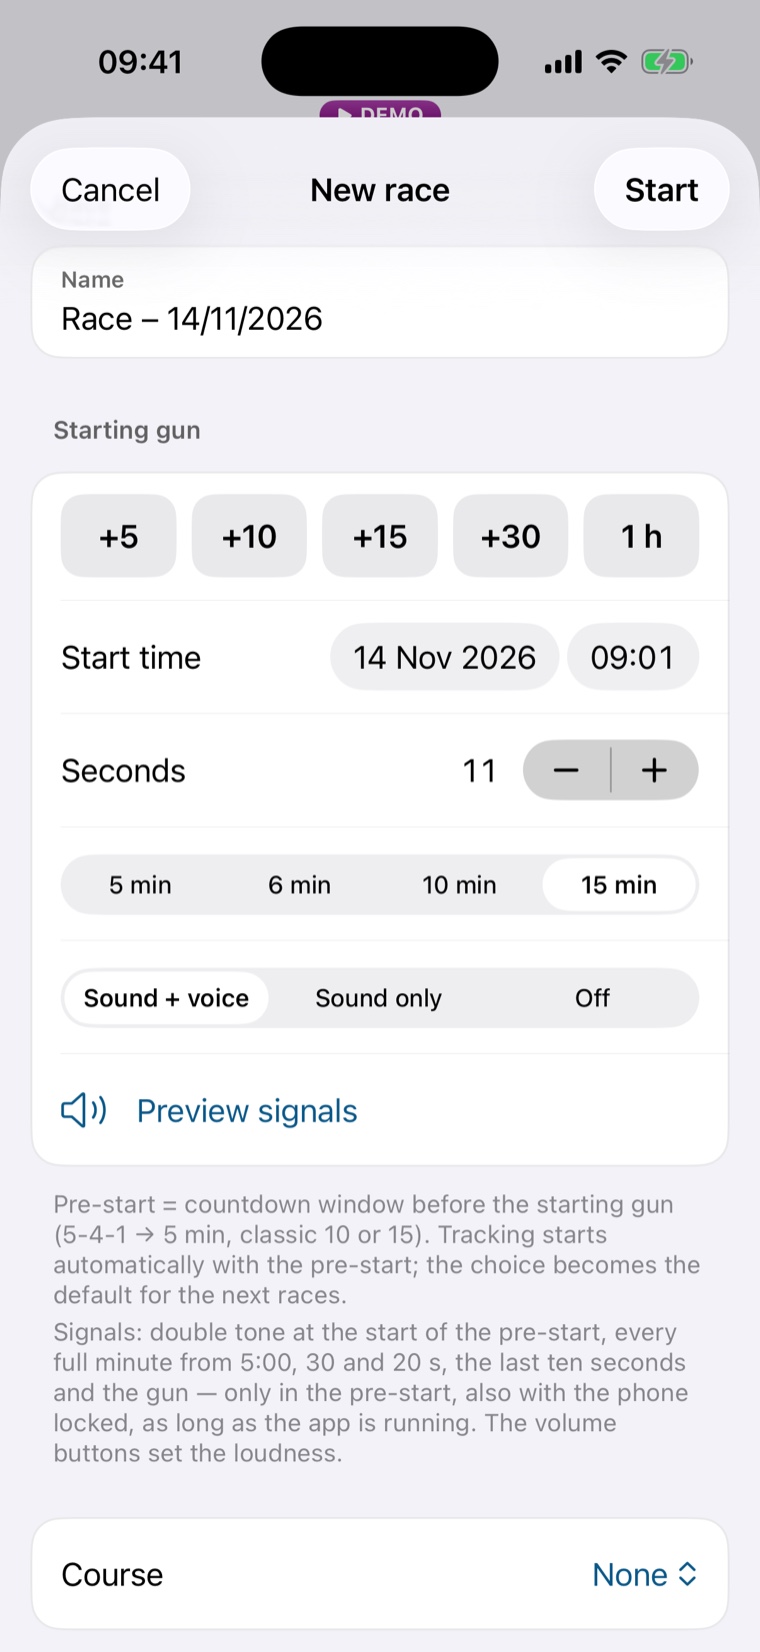 09:41
DEMO
Cancel
New race
Start
Name
Race – 14/11/2026
Starting gun
+5
+10
+15
+30
1 h
Start time
14 Nov 2026
09:01
Seconds
11
5 min
6 min
10 min
15 min
Sound + voice
Sound only
Off
Preview signals
Pre-start = countdown window before the starting gun
(5-4-1 → 5 min, classic 10 or 15). Tracking starts
automatically with the pre-start; the choice becomes the
default for the next races.
Signals: double tone at the start of the pre-start, every
full minute from 5:00, 30 and 20 s, the last ten seconds
and the gun — only in the pre-start, also with the phone
locked, as long as the app is running. The volume
buttons set the loudness.
Course
None